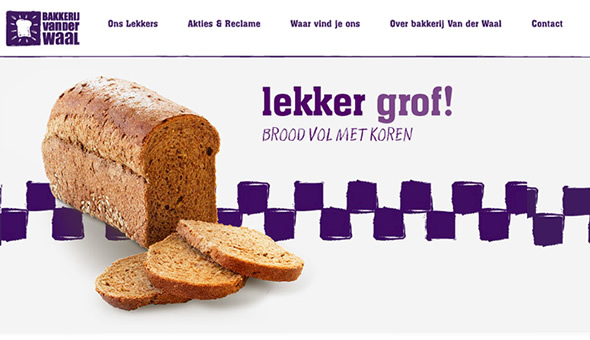 BAKKERIJ
van der
waal
Ons Lekkers
Akties & Reclame
Waar vind je ons
Over bakkerij Van der Waal
Contact
lekker grof!
BROOD VOL MET KOREN